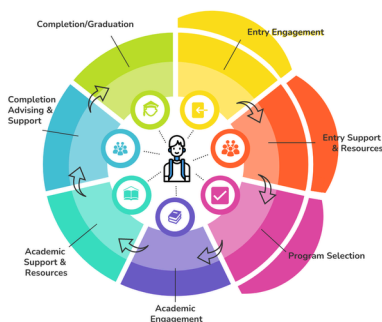 Completion/Graduation
Entry Engagement
Completion
Advising &
Support
Entry Support
& Resources
Academic
Support &
Resources
Program Selection
Academic
Engagement